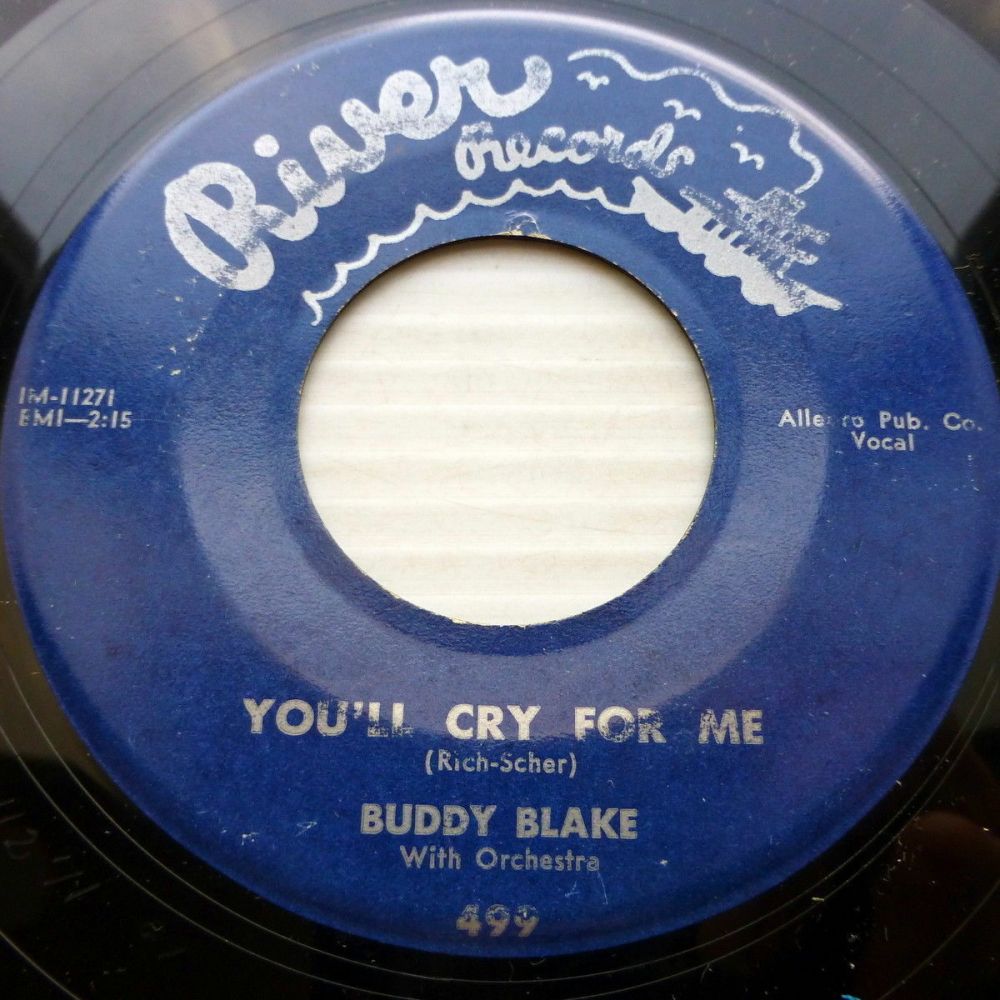 River
Records
IM-11271
BMI—2:15
Allegro Pub. Co.
Vocal
YOU'LL CRY FOR ME
(Rich-Scher)
BUDDY BLAKE
With Orchestra
499